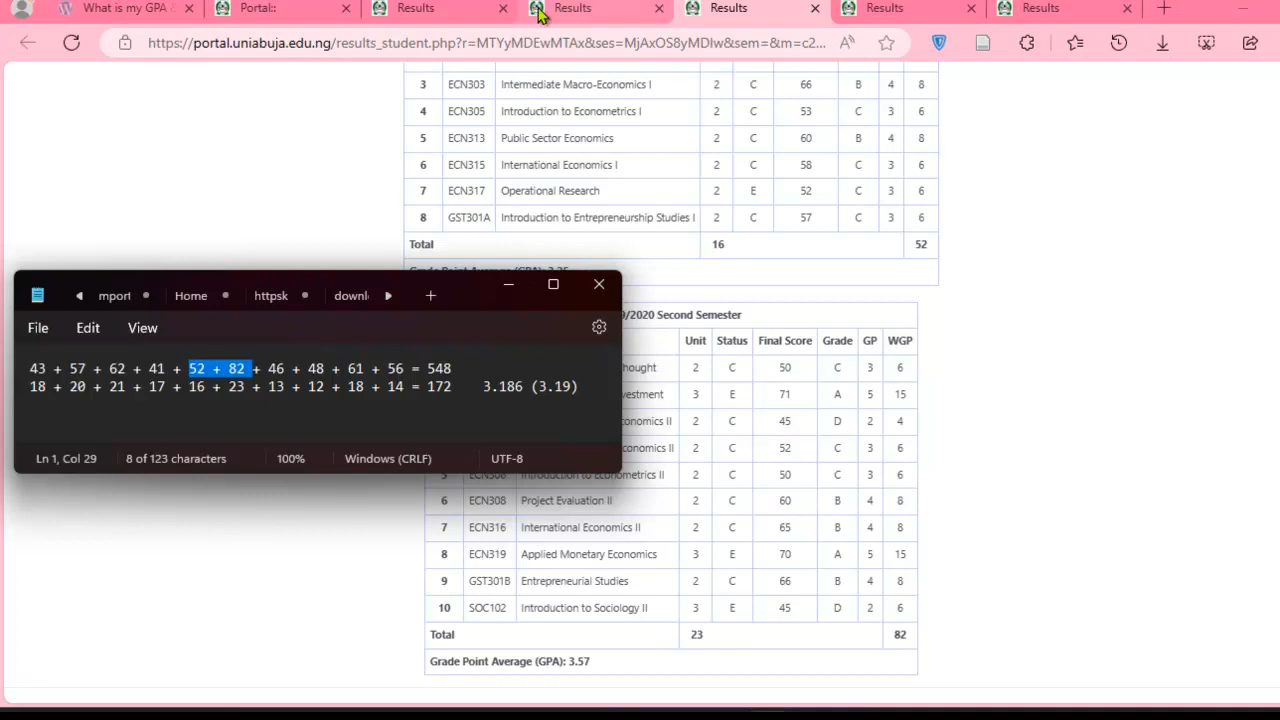 What is my GPA
Portal::
Results
Results
Results
Results
Results
https://portal.uniabuja.edu.ng/results_student.php?r=MTYyMDEwMTAx&ses=MjAxOS8yMDIw&sem=&m=c2...
3 ECN303 Intermediate Macro-Economics I 2 C 66 B 4 8
4 ECN305 Introduction to Econometrics I 2 C 53 C 3 6
5 ECN313 Public Sector Economics 2 C 60 B 4 8
6 ECN315 International Economics I 2 C 58 C 3 6
7 ECN317 Operational Research 2 E 52 C 3 6
8 GST301A Introduction to Entrepreneurship Studies I 2 C 57 C 3 6
Total 16 52
Grade Point Average (GPA): 3.25
mport Home httpsk downl
File Edit View
43 + 57 + 62 + 41 + 52 + 82 + 46 + 48 + 61 + 56 = 548
18 + 20 + 21 + 17 + 16 + 23 + 13 + 12 + 18 + 14 = 172 3.186 (3.19)
Ln 1, Col 29 8 of 123 characters 100% Windows (CRLF) UTF-8
9/2020 Second Semester
Unit Status Final Score Grade GP WGP
hought 2 C 50 C 3 6
vestment 3 E 71 A 5 15
onomics II 2 C 45 D 2 4
conomics II 2 C 52 C 3 6
5 ECN306 Introduction to Econometrics II 2 C 50 C 3 6
6 ECN308 Project Evaluation II 2 C 60 B 4 8
7 ECN316 International Economics II 2 C 65 B 4 8
8 ECN319 Applied Monetary Economics 3 E 70 A 5 15
9 GST301B Entrepreneurial Studies 2 C 66 B 4 8
10 SOC102 Introduction to Sociology II 3 E 45 D 2 6
Total 23 82
Grade Point Average (GPA): 3.57